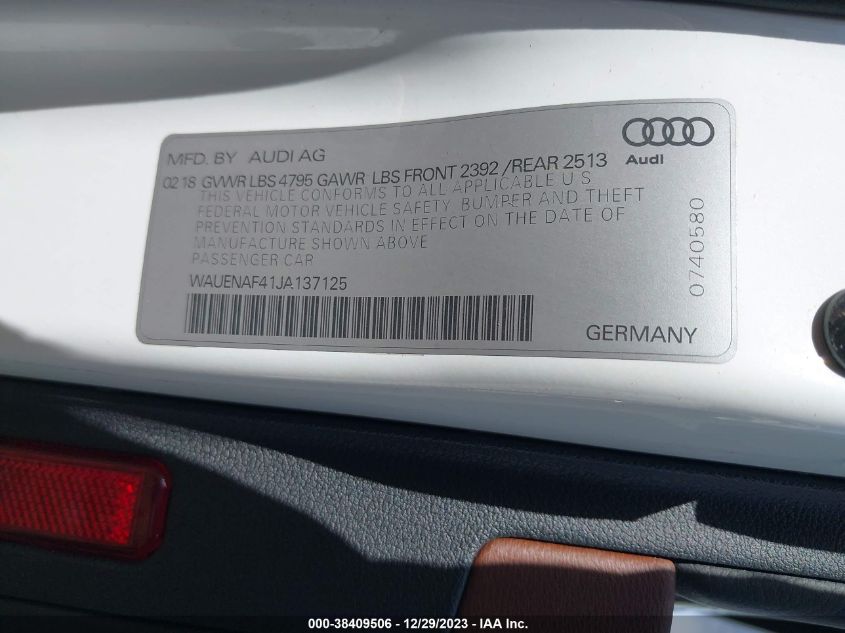 MFD. BY AUDI AG
Audi
02 18 GVWR LBS 4795 GAWR LBS FRONT 2392 /REAR 2513
THIS VEHICLE CONFORMS TO ALL APPLICABLE U S
FEDERAL MOTOR VEHICLE SAFETY, BUMPER AND THEFT
PREVENTION STANDARDS IN EFFECT ON THE DATE OF
MANUFACTURE SHOWN ABOVE
PASSENGER CAR
WAUENAF41JA137125
0740580
GERMANY
000-38409506 - 12/29/2023 - IAA Inc.